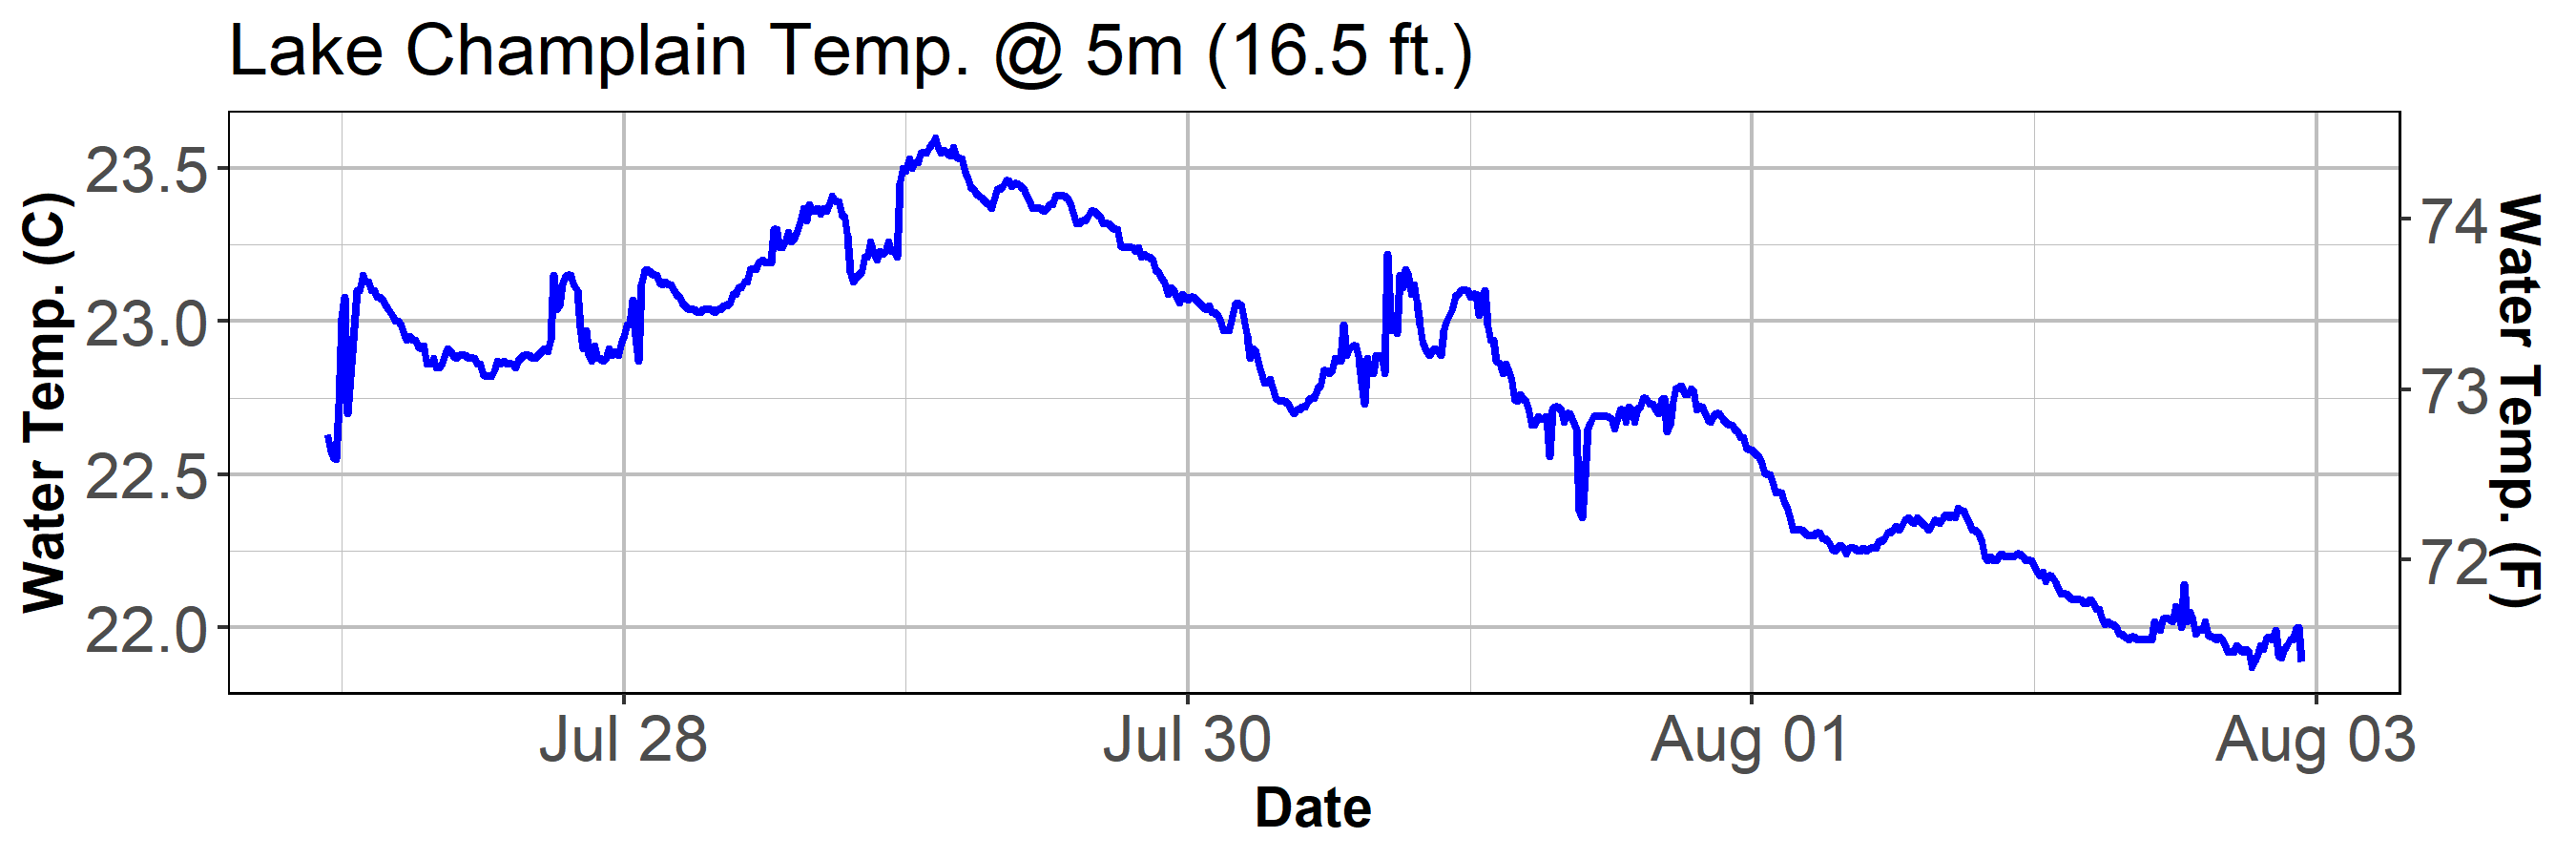 Lake Champlain Temp. @ 5m (16.5 ft.)
Water Temp. (C)
23.5
23.0
22.5
22.0
74
73
72
Water Temp. (F)
Jul 28
Jul 30
Aug 01
Aug 03
Date